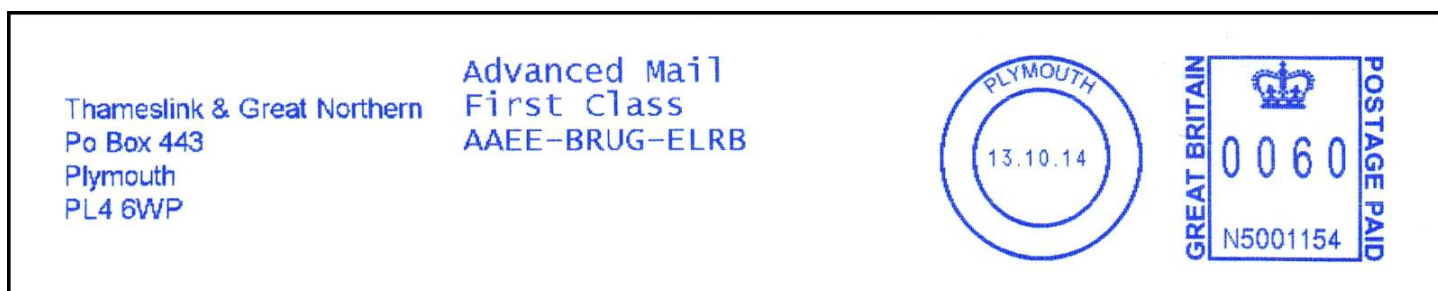 Thameslink & Great Northern
Po Box 443
Plymouth
PL4 6WP
Advanced Mail
First Class
AAEE-BRUG-ELRB
PLYMOUTH
13.10.14
GREAT BRITAIN
0060
N5001154
POSTAGE PAID